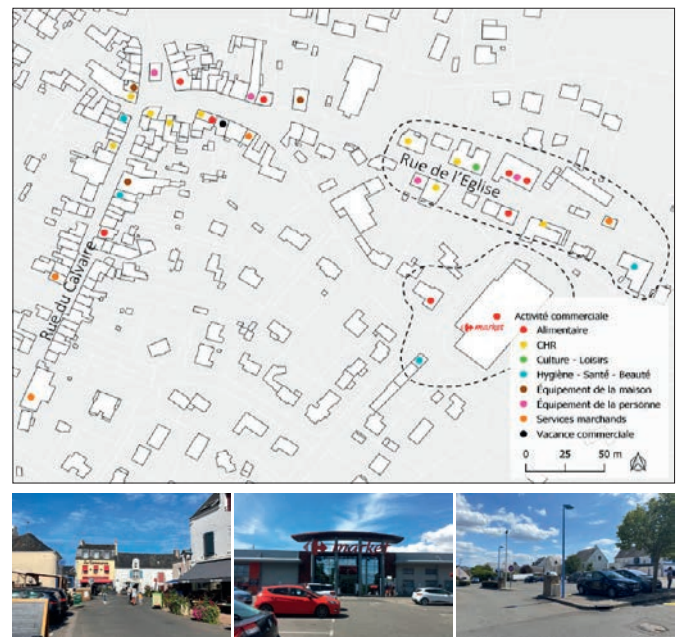 Rue de l'Eglise
Rue du Calvaire
market
Activité commerciale
Alimentaire
CHR
Culture - Loisirs
Hygiène - Santé - Beauté
Équipement de la maison
Équipement de la personne
Services marchands
Vacance commerciale
0 25 50 m
market